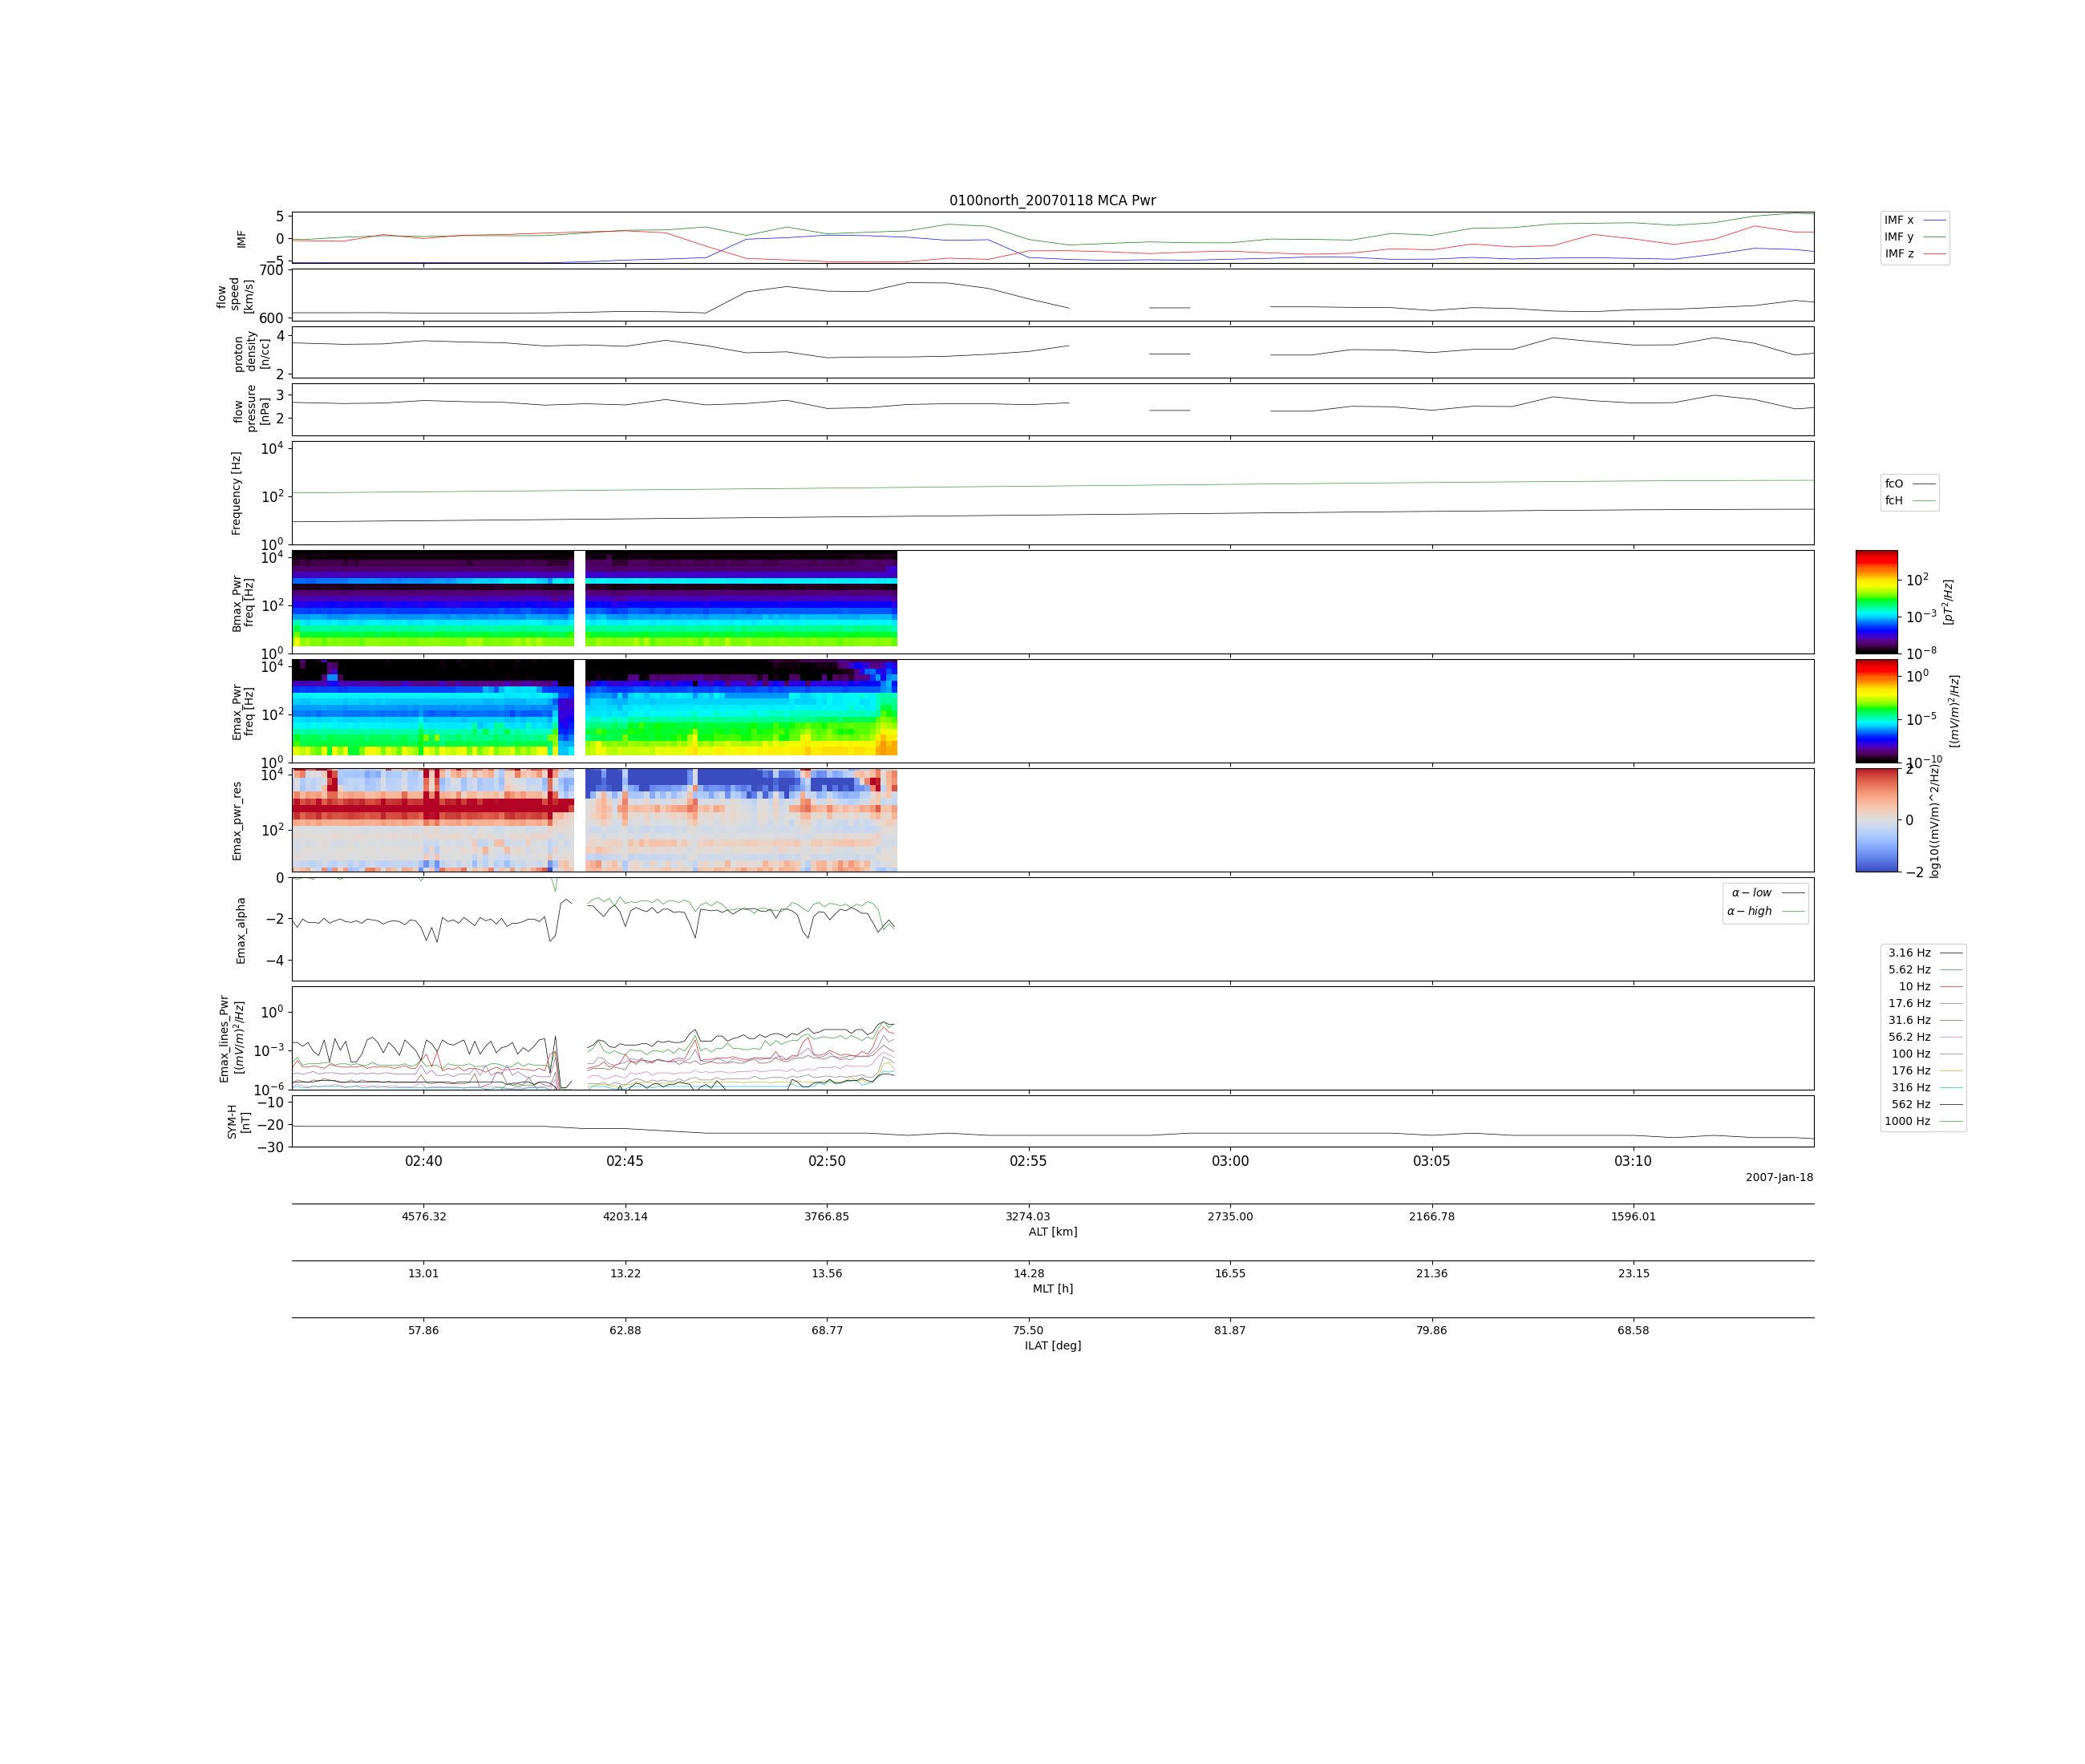 0100north_20070118 MCA Pwr
5
0
−5
IMF
IMF x
IMF y
IMF z
700
600
flow
speed
[km/s]
4
2
proton
density
[n/cc]
3
2
flow
pressure
[nPa]
10^4
10^2
10^0
Frequency [Hz]
fcO
fcH
10^4
10^2
10^0
Bmax_Pwr
freq [Hz]
10^2
10^−3
10^−8
[pT^2/Hz]
10^4
10^2
10^0
Emax_Pwr
freq [Hz]
10^0
10^−5
10^−10
[(mV/m)^2/Hz]
10^4
10^2
Emax_pwr_res
2
0
−2
log10((mV/m)^2/Hz)
0
−2
−4
Emax_alpha
α − low
α − high
10^0
10^−3
10^−6
Emax_lines_Pwr
[(mV/m)^2/Hz]
3.16 Hz
5.62 Hz
10 Hz
17.6 Hz
31.6 Hz
56.2 Hz
100 Hz
176 Hz
316 Hz
562 Hz
1000 Hz
−10
−20
−30
SYM-H
[nT]
02:40 02:45 02:50 02:55 03:00 03:05 03:10
2007-Jan-18
4576.32 4203.14 3766.85 3274.03 2735.00 2166.78 1596.01
ALT [km]
13.01 13.22 13.56 14.28 16.55 21.36 23.15
MLT [h]
57.86 62.88 68.77 75.50 81.87 79.86 68.58
ILAT [deg]